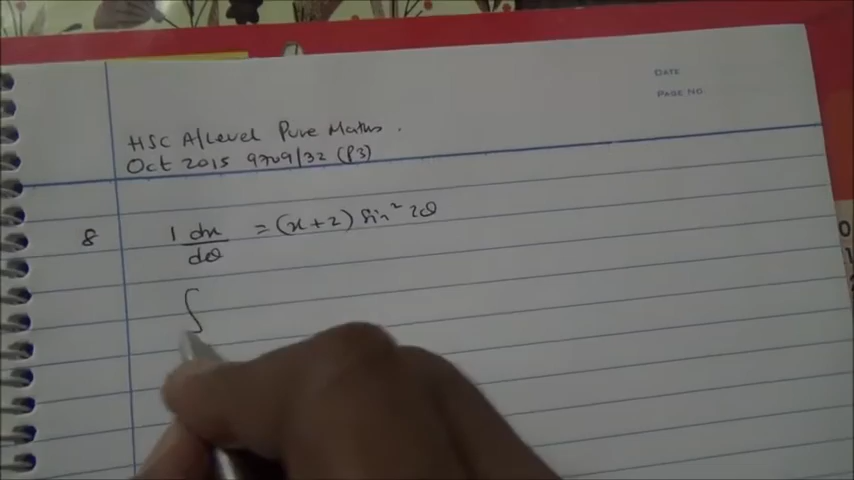 DATE
PAGE NO.
HSC A/Level Pure Maths.
Oct 2015 9709/32 (P3)
8 1 dx/dθ = (x+2) sin² 2θ
∫